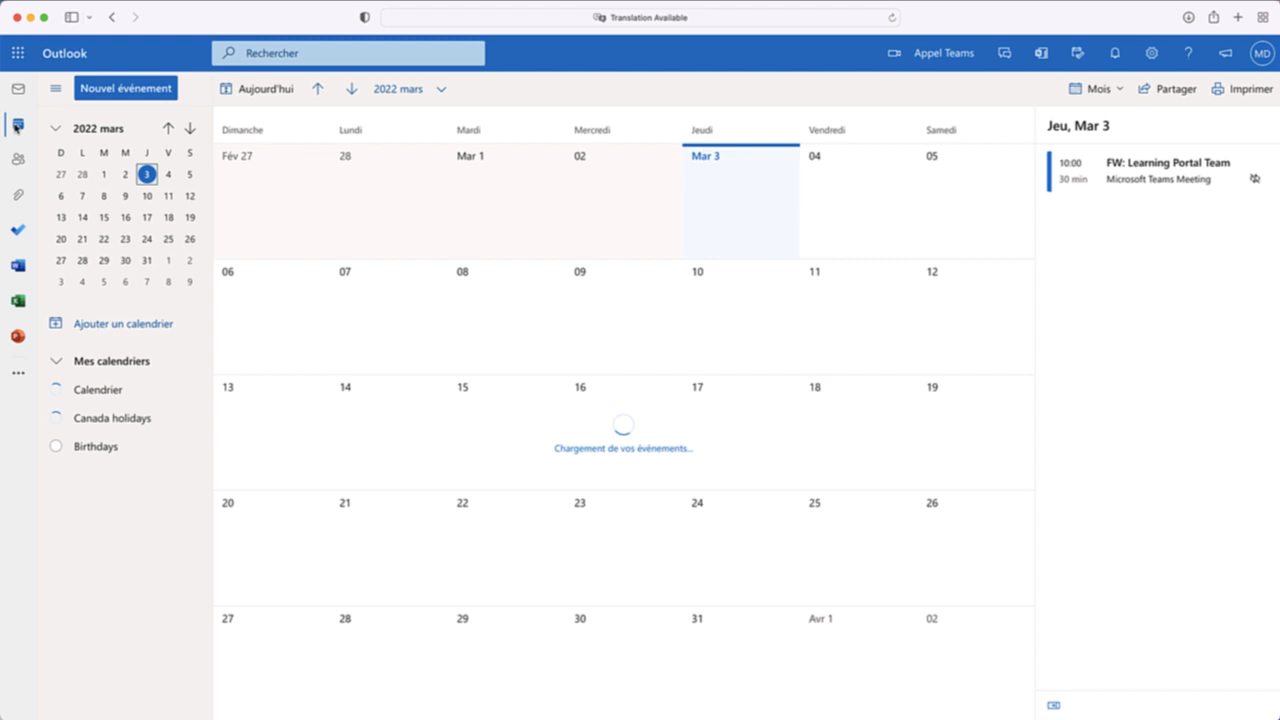 Translation Available
Outlook
Rechercher
Appel Teams
MD
Nouvel événement
Aujourd'hui
2022 mars
Mois
Partager
Imprimer
2022 mars
D L M M J V S
27 28 1 2 3 4 5
6 7 8 9 10 11 12
13 14 15 16 17 18 19
20 21 22 23 24 25 26
27 28 29 30 31 1 2
3 4 5 6 7 8 9
Ajouter un calendrier
Mes calendriers
Calendrier
Canada holidays
Birthdays
Dimanche Lundi Mardi Mercredi Jeudi Vendredi Samedi
Fév 27 28 Mar 1 02 Mar 3 04 05
06 07 08 09 10 11 12
13 14 15 16 17 18 19
Chargement de vos événements...
20 21 22 23 24 25 26
27 28 29 30 31 Avr 1 02
Jeu, Mar 3
10:00 FW: Learning Portal Team
30 min Microsoft Teams Meeting